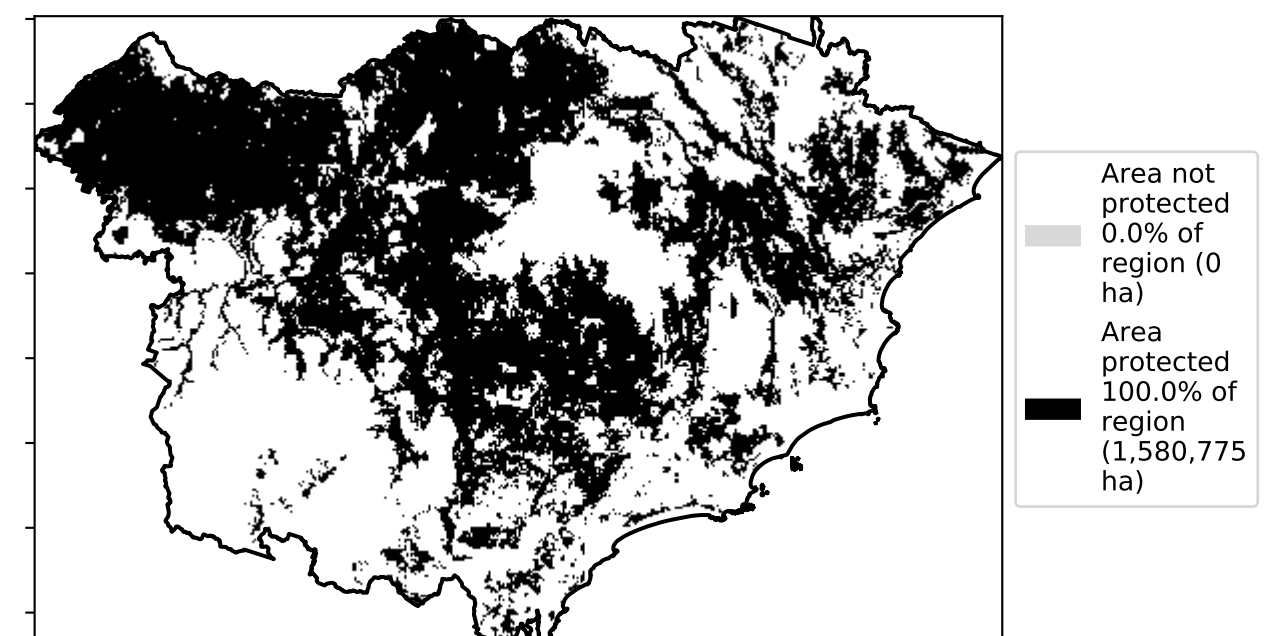 Area not
protected
0.0% of
region (0
ha)
Area
protected
100.0% of
region
(1,580,775
ha)